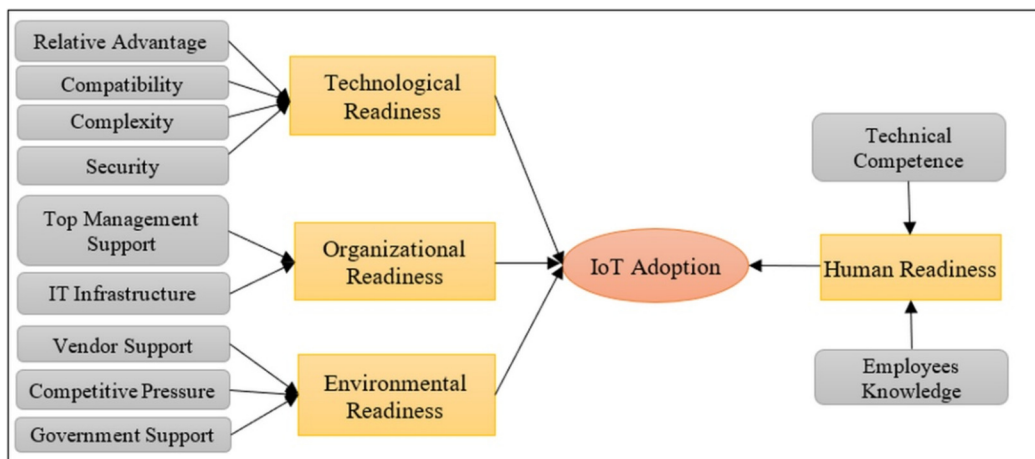 Relative Advantage
Compatibility
Complexity
Security
Technological
Readiness
Top Management
Support
IT Infrastructure
Organizational
Readiness
Vendor Support
Competitive Pressure
Government Support
Environmental
Readiness
IoT Adoption
Technical
Competence
Human Readiness
Employees
Knowledge